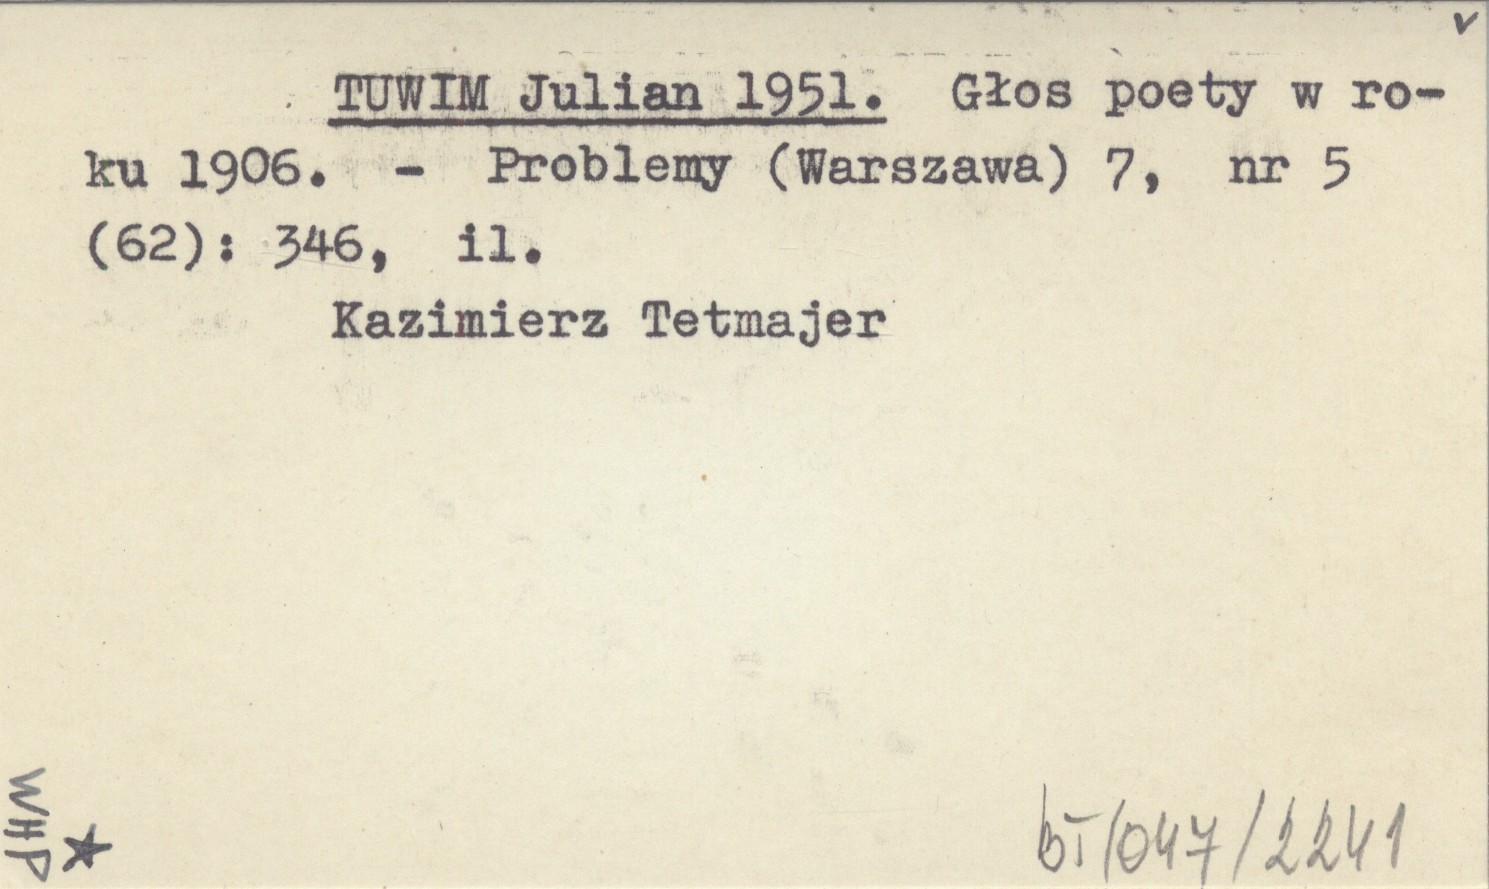 v
TUWIM Julian 1951. Głos poety w ro-
ku 1906. - Problemy (Warszawa) 7, nr 5
(62): 346, il.
Kazimierz Tetmajer
WHP
bT/047/2241